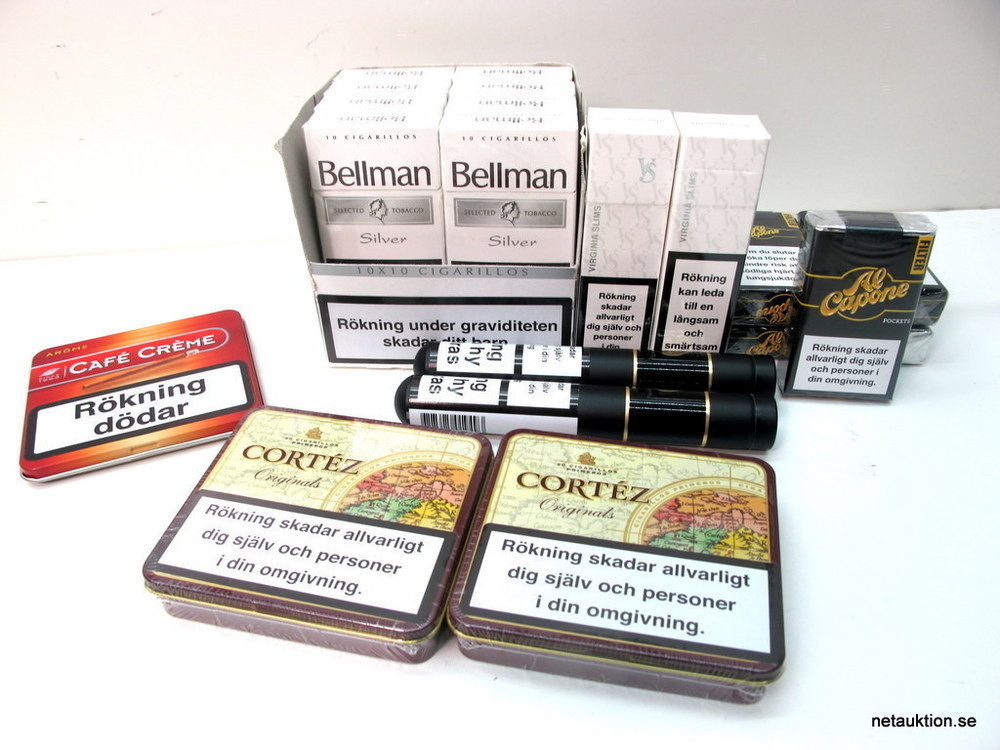 10 CIGARILLOS
Bellman
SELECTED TOBACCO
Silver
10 CIGARILLOS
Bellman
SELECTED TOBACCO
Silver
10X10 CIGARILLOS
Rökning under graviditeten
skadar ditt barn
VS
VIRGINIA SLIMS
Rökning
skadar
allvarligt
dig själv och
personer
i din
VIRGINIA SLIMS
Rökning
kan leda
till en
långsam
och
smärtsam
FILTER
Al
Capone
POCKETS
Rökning skadar
allvarligt dig själv
och personer i
din omgivning.
AROME
CAFÉ CRÈME
Rökning
dödar
CORTÉZ
Originals
Rökning skadar allvarligt
dig själv och personer
i din omgivning.
CORTÉZ
Originals
Rökning skadar allvarligt
dig själv och personer
i din omgivning.
netauktion.se